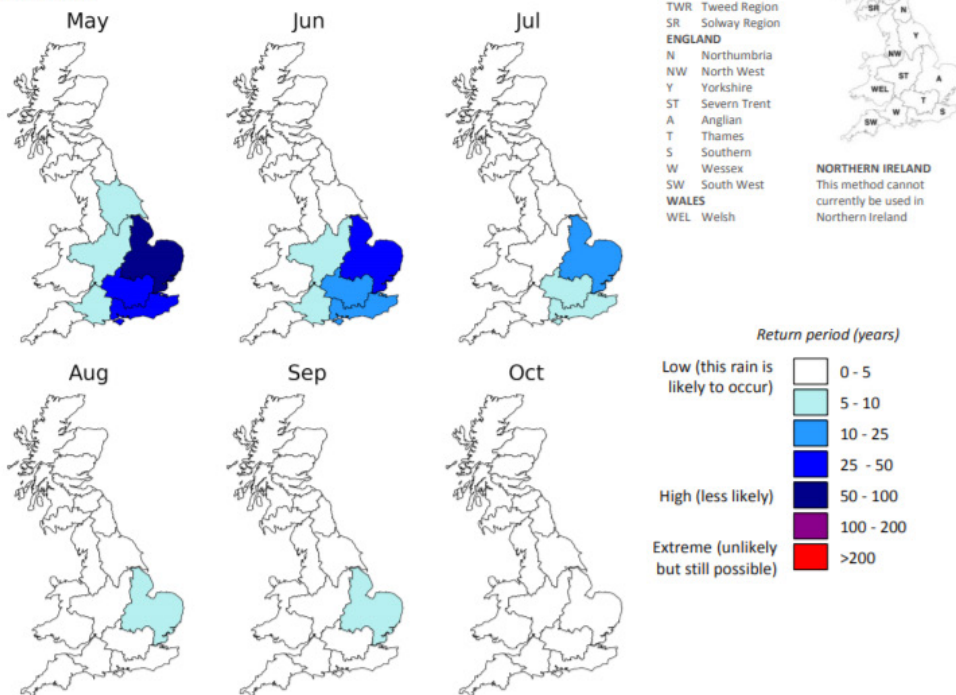 May
Jun
Jul
Aug
Sep
Oct
TWR Tweed Region
SR Solway Region
ENGLAND
N Northumbria
NW North West
Y Yorkshire
ST Severn Trent
A Anglian
T Thames
S Southern
W Wessex
SW South West
WALES
WEL Welsh
SR
N
Y
NW
ST
A
WEL
T
W
S
SW
NORTHERN IRELAND
This method cannot
currently be used in
Northern Ireland
Return period (years)
Low (this rain is
likely to occur)
0 - 5
5 - 10
10 - 25
25 - 50
High (less likely)
50 - 100
100 - 200
Extreme (unlikely
but still possible)
>200